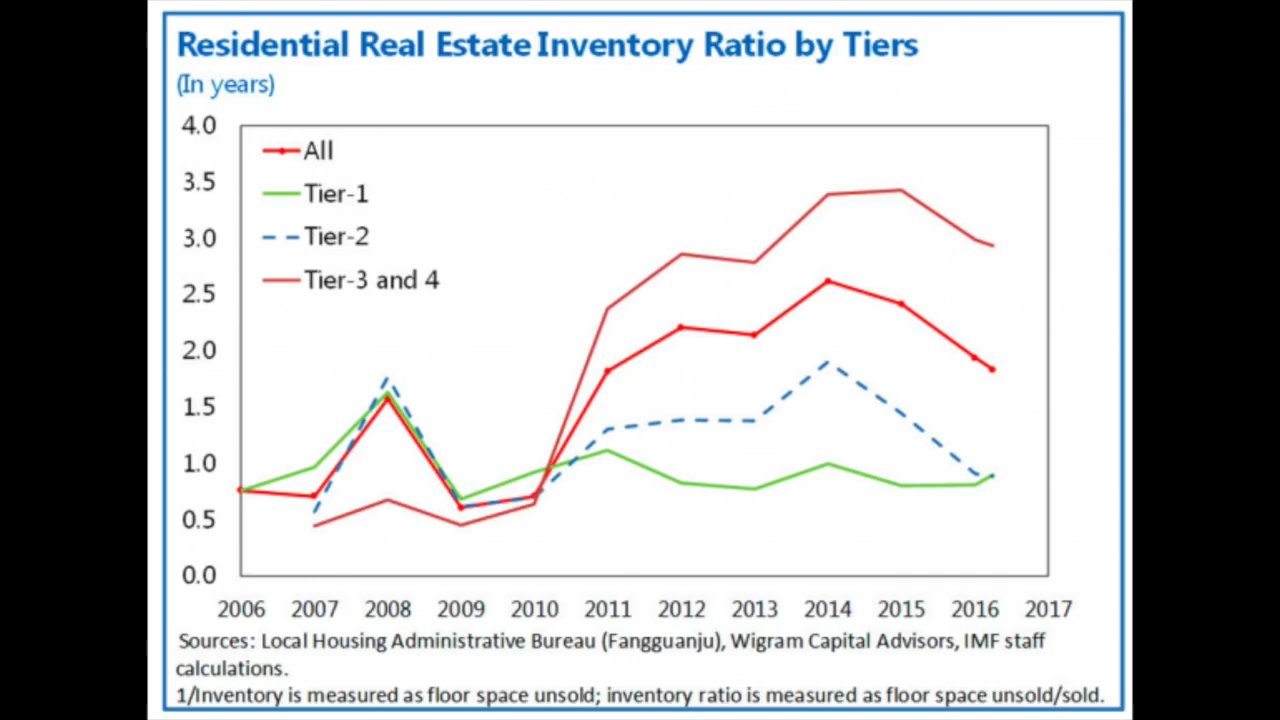 Residential Real Estate Inventory Ratio by Tiers
(In years)
4.0
3.5
3.0
2.5
2.0
1.5
1.0
0.5
0.0
All
Tier-1
Tier-2
Tier-3 and 4
2006 2007 2008 2009 2010 2011 2012 2013 2014 2015 2016 2017
Sources: Local Housing Administrative Bureau (Fangguanju), Wigram Capital Advisors, IMF staff
calculations.
1/Inventory is measured as floor space unsold; inventory ratio is measured as floor space unsold/sold.